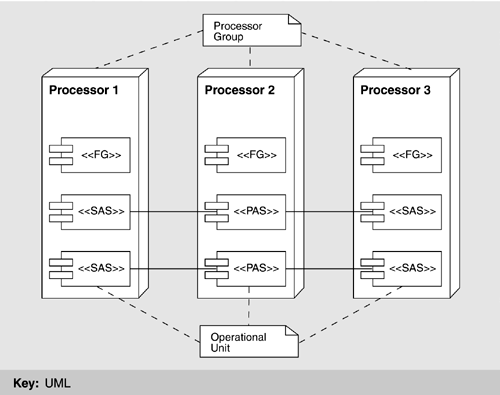 Processor
Group
Processor 1
Processor 2
Processor 3
<<FG>>
<<FG>>
<<FG>>
<<SAS>>
<<PAS>>
<<SAS>>
<<SAS>>
<<PAS>>
<<SAS>>
Operational
Unit
Key: UML